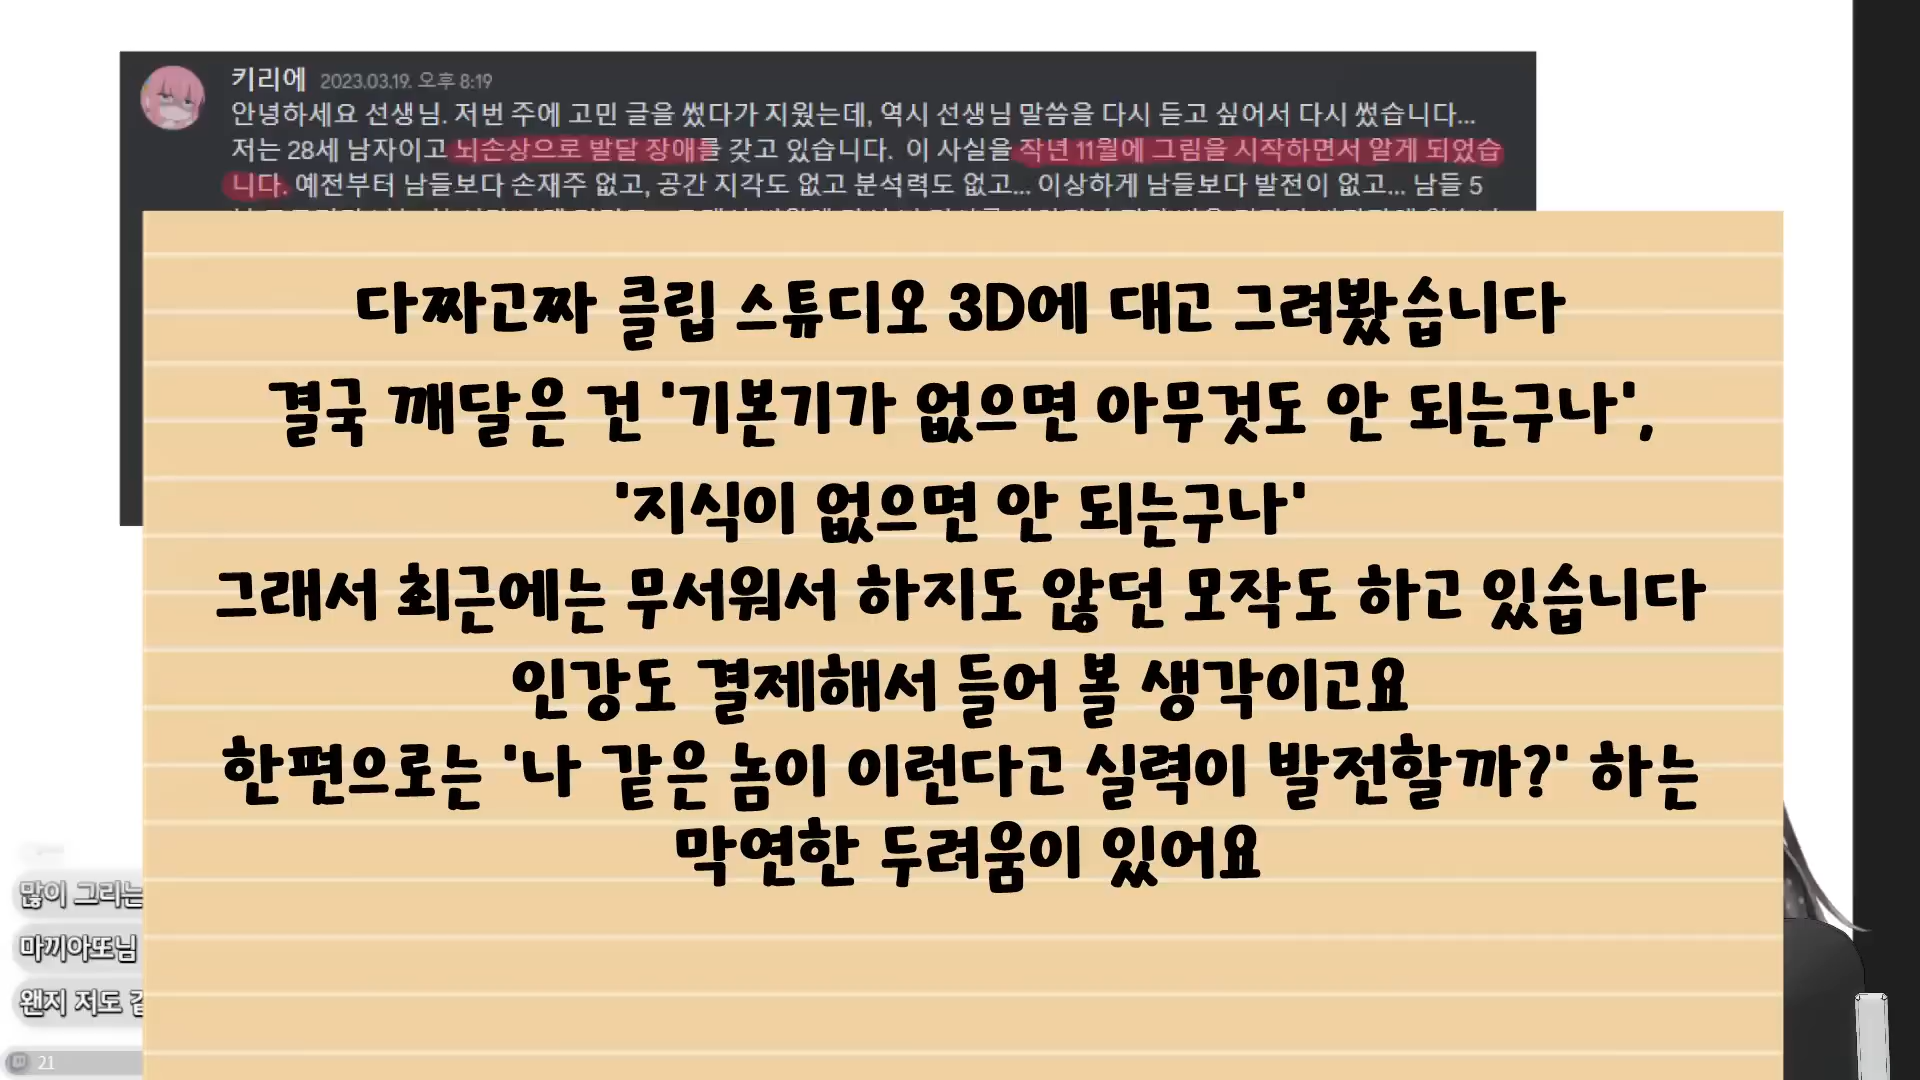 키리에 2023.03.19. 오후 8:19
안녕하세요 선생님. 저번 주에 고민 글을 썼다가 지웠는데, 역시 선생님 말씀을 다시 듣고 싶어서 다시 썼습니다...
저는 28세 남자이고 뇌손상으로 발달 장애를 갖고 있습니다. 이 사실을 작년 11월에 그림을 시작하면서 알게 되었습
니다. 예전부터 남들보다 손재주 없고, 공간 지각도 없고 분석력도 없고... 이상하게 남들보다 발전이 없고... 남들 5
다짜고짜 클립 스튜디오 3D에 대고 그려봤습니다
결국 깨달은 건 '기본기가 없으면 아무것도 안 되는구나',
'지식이 없으면 안 되는구나'
그래서 최근에는 무서워서 하지도 않던 모작도 하고 있습니다
인강도 결제해서 들어 볼 생각이고요
한편으로는 '나 같은 놈이 이런다고 실력이 발전할까?' 하는
막연한 두려움이 있어요
많이 그리는
마끼아또님
왠지 저도
21